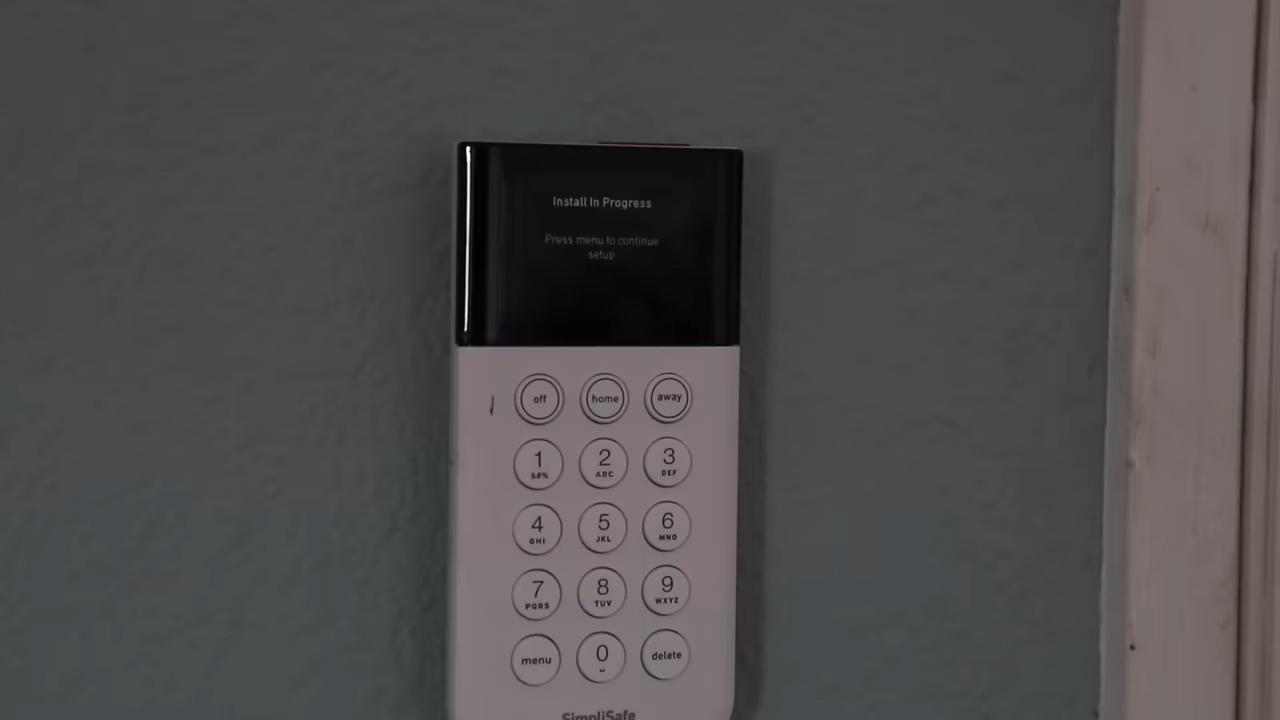 Install In Progress
Press menu to continue
setup
off home away
1 2 3
&@% ABC DEF
4 5 6
GHI JKL MNO
7 8 9
PQRS TUV WXYZ
menu 0 delete
SimpliSafe